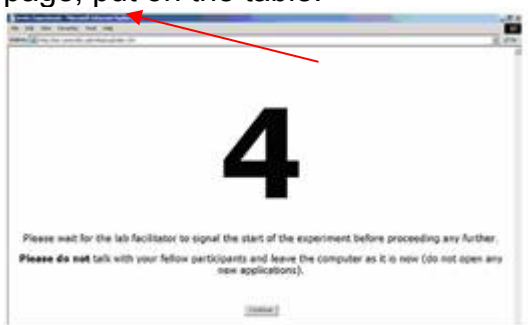 page, put on the table.
4
Please wait for the lab facilitator to signal the start of the experiment before proceeding any further.
Please do not talk with your fellow participants and leave the computer as it is now (do not open any
new applications).
Continue